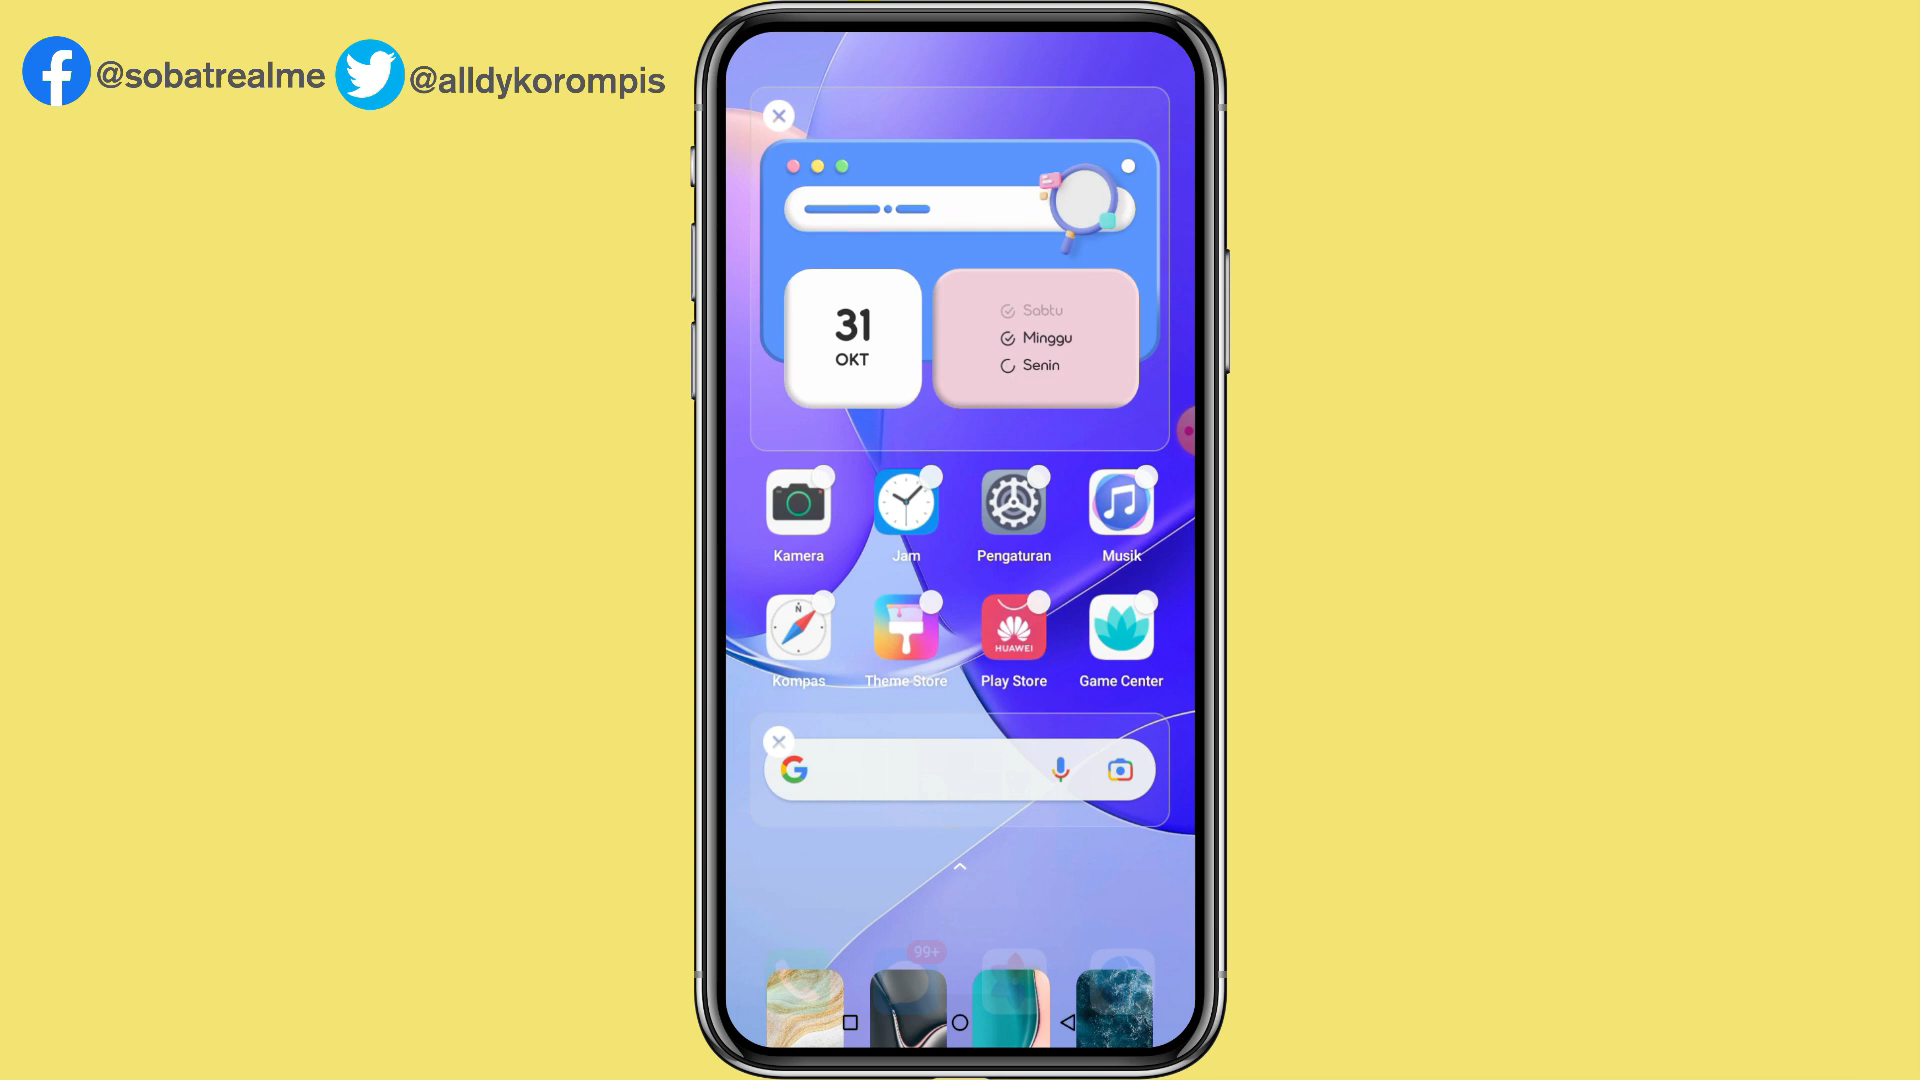 @sobatrealme @alldykorompis
31
OKT
Sabtu
Minggu
Senin
Kamera Jam Pengaturan Musik
N
HUAWEI
Kompas Theme Store Play Store Game Center
99+